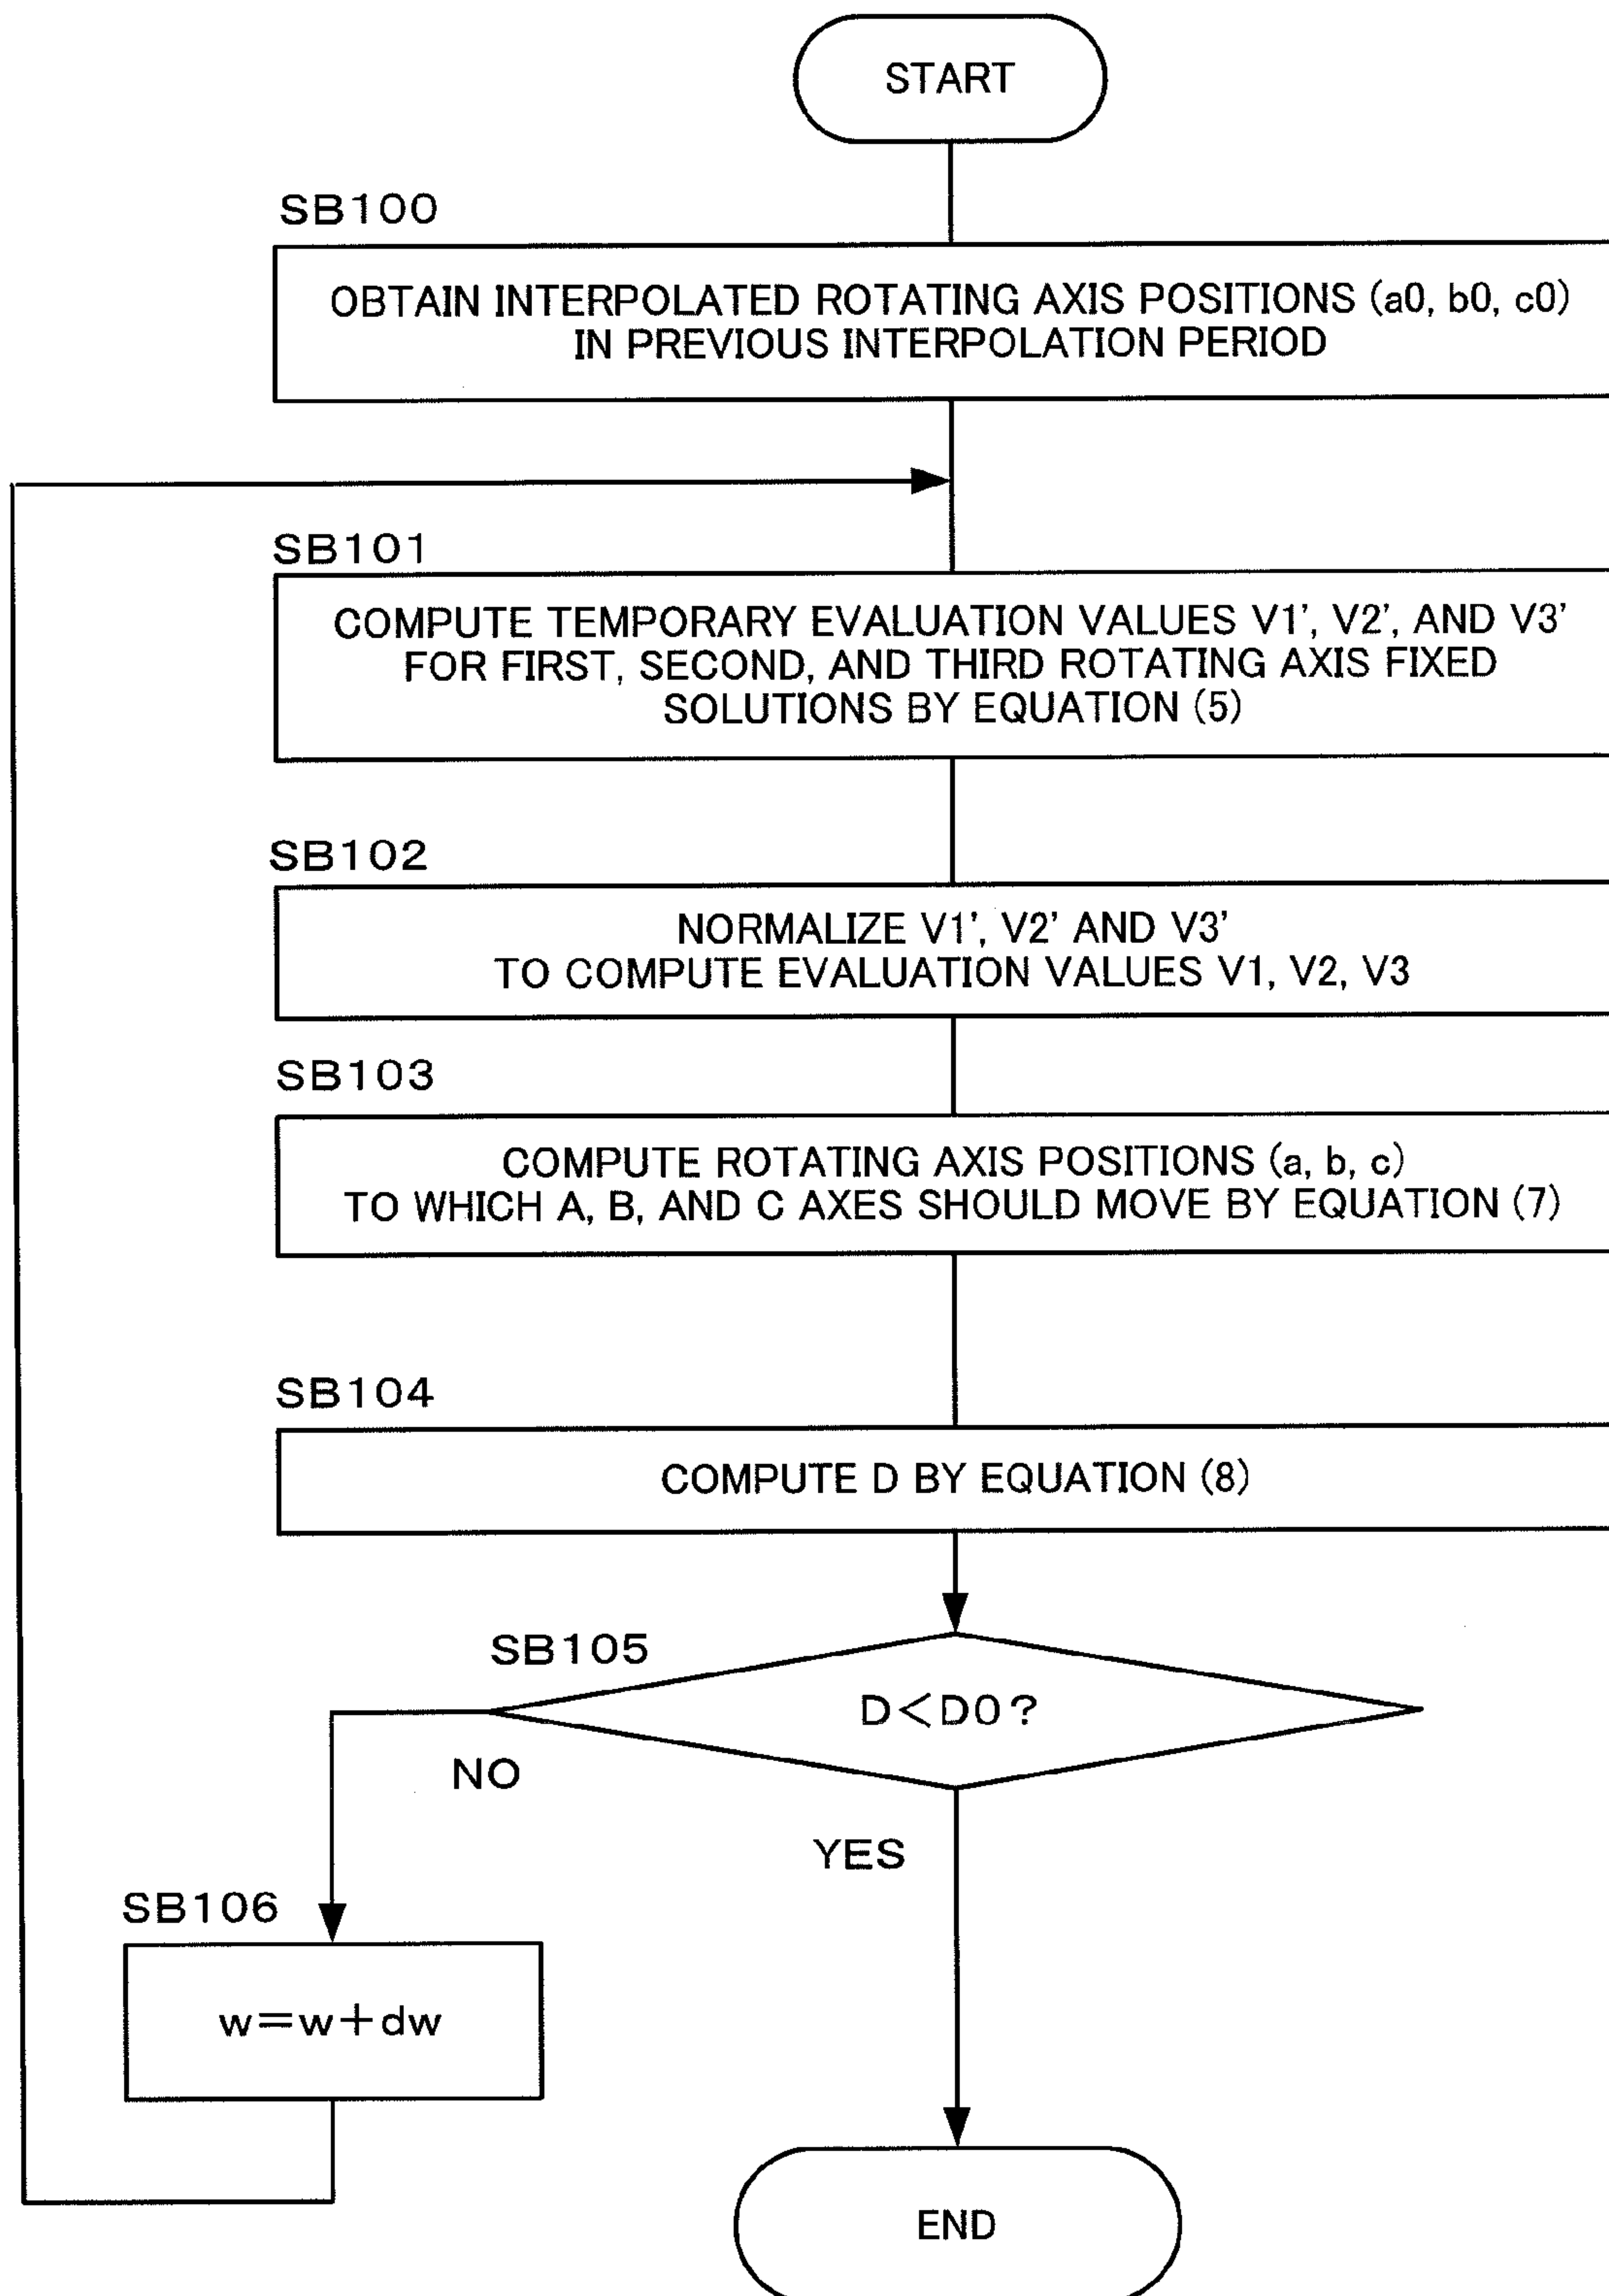 START
SB100
OBTAIN INTERPOLATED ROTATING AXIS POSITIONS (a0, b0, c0)
IN PREVIOUS INTERPOLATION PERIOD
SB101
COMPUTE TEMPORARY EVALUATION VALUES V1', V2', AND V3'
FOR FIRST, SECOND, AND THIRD ROTATING AXIS FIXED
SOLUTIONS BY EQUATION (5)
SB102
NORMALIZE V1', V2' AND V3'
TO COMPUTE EVALUATION VALUES V1, V2, V3
SB103
COMPUTE ROTATING AXIS POSITIONS (a, b, c)
TO WHICH A, B, AND C AXES SHOULD MOVE BY EQUATION (7)
SB104
COMPUTE D BY EQUATION (8)
SB105
D<D0?
NO
YES
SB106
w=w+dw
END